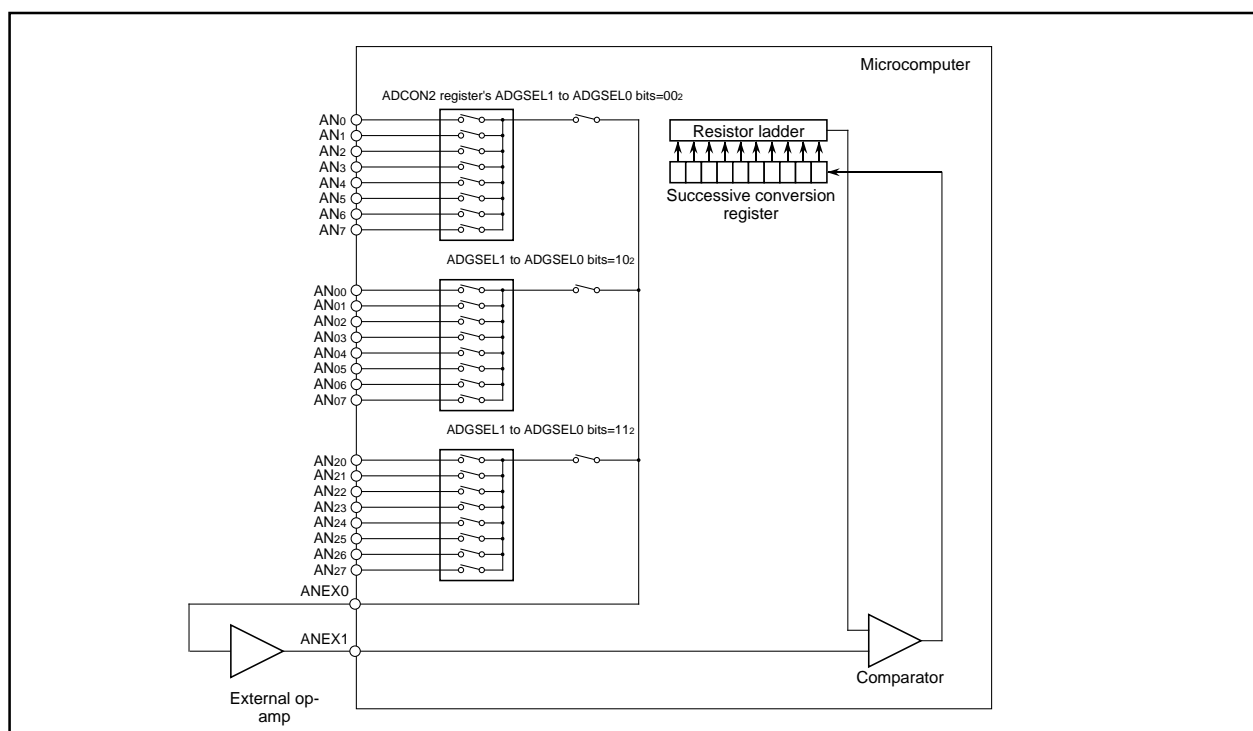 Microcomputer
ADCON2 register's ADGSEL1 to ADGSEL0 bits=002
AN0
AN1
AN2
AN3
AN4
AN5
AN6
AN7
Resistor ladder
Successive conversion
register
ADGSEL1 to ADGSEL0 bits=102
AN00
AN01
AN02
AN03
AN04
AN05
AN06
AN07
ADGSEL1 to ADGSEL0 bits=112
AN20
AN21
AN22
AN23
AN24
AN25
AN26
AN27
ANEX0
ANEX1
External op-
amp
Comparator